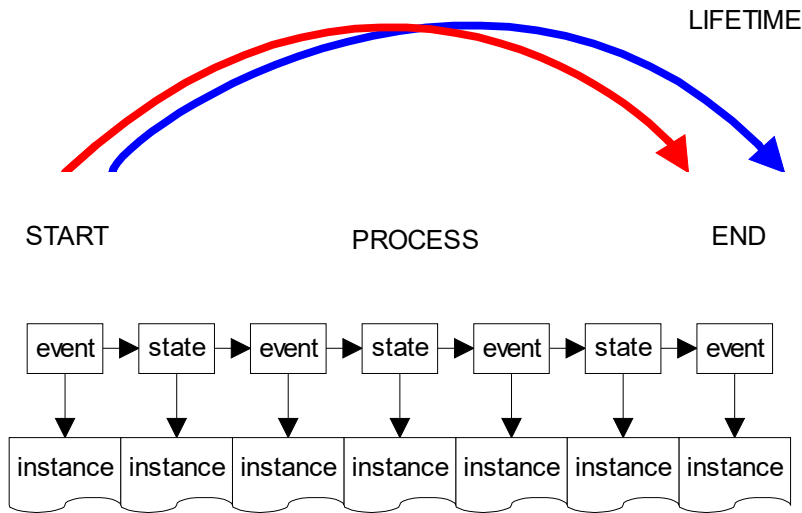 LIFETIME
START PROCESS END
event state event state event state event
instance instance instance instance instance instance instance